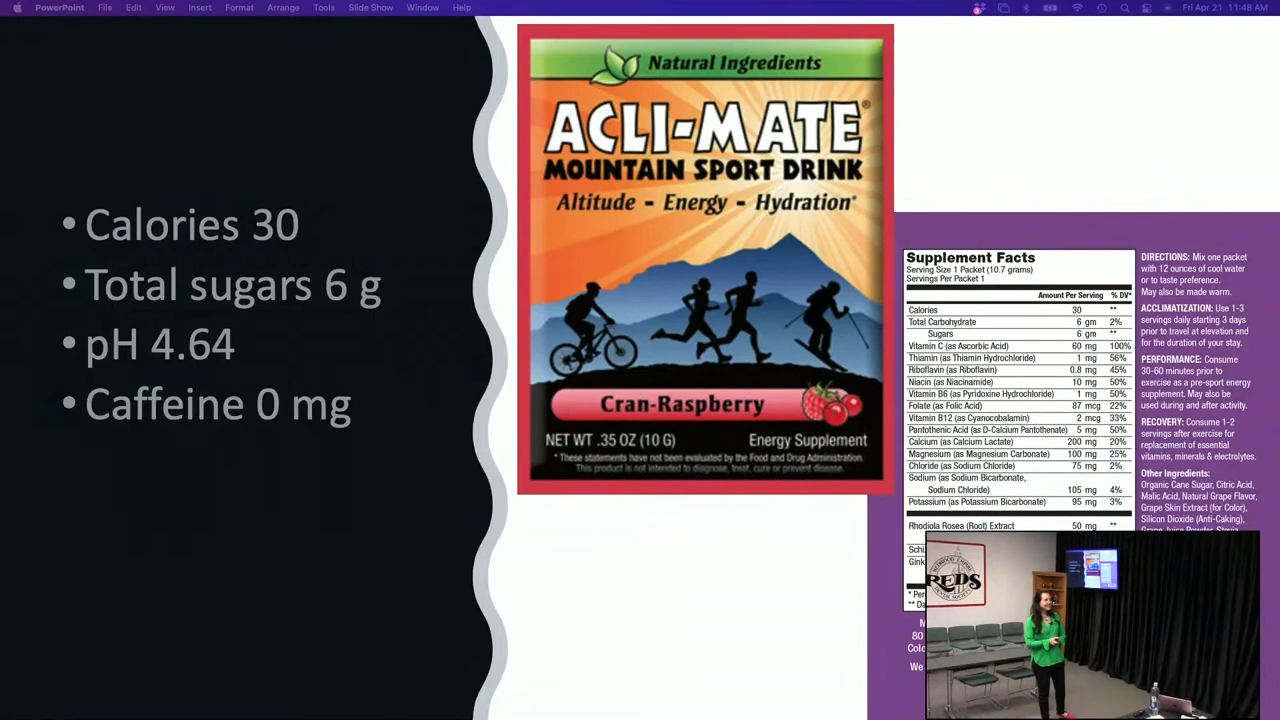 PowerPoint File Edit View Insert Format Arrange Tools Slide Show Window Help Fri Apr 21 11:48 AM
• Calories 30
• Total sugars 6 g
• pH 4.64
• Caffeine 0 mg
Natural Ingredients
ACLI-MATE®
MOUNTAIN SPORT DRINK
Altitude - Energy - Hydration*
Cran-Raspberry
NET WT .35 OZ (10 G) Energy Supplement
* These statements have not been evaluated by the Food and Drug Administration.
This product is not intended to diagnose, treat, cure or prevent disease.
Supplement Facts
Serving Size 1 Packet (10.7 grams)
Servings Per Packet 1
Amount Per Serving % DV*
Calories 30 **
Total Carbohydrate 6 gm 2%
Sugars 6 gm **
Vitamin C (as Ascorbic Acid) 60 mg 100%
Thiamin (as Thiamin Hydrochloride) 1 mg 56%
Riboflavin (as Riboflavin) 0.8 mg 45%
Niacin (as Niacinamide) 10 mg 50%
Vitamin B6 (as Pyridoxine Hydrochloride) 1 mg 50%
Folate (as Folic Acid) 87 mcg 22%
Vitamin B12 (as Cyanocobalamin) 2 mcg 33%
Pantothenic Acid (as D-Calcium Pantothenate) 5 mg 50%
Calcium (as Calcium Lactate) 200 mg 20%
Magnesium (as Magnesium Carbonate) 100 mg 25%
Chloride (as Sodium Chloride) 75 mg 2%
Sodium (as Sodium Bicarbonate,
Sodium Chloride) 105 mg 4%
Potassium (as Potassium Bicarbonate) 95 mg 3%
Rhodiola Rosea (Root) Extract 50 mg **
DIRECTIONS: Mix one packet
with 12 ounces of cool water
or to taste preference.
May also be made warm.
ACCLIMATIZATION: Use 1-3
servings daily starting 3 days
prior to travel at elevation and
for the duration of your stay.
PERFORMANCE: Consume
30-60 minutes prior to
exercise as a pre-sport energy
supplement. May also be
used during and after activity.
RECOVERY: Consume 1-2
servings after exercise for
replacement of essential
vitamins, minerals & electrolytes.
Other Ingredients:
Organic Cane Sugar, Citric Acid,
Malic Acid, Natural Grape Flavor,
Grape Skin Extract (for Color),
Silicon Dioxide (Anti-Caking),
Grape Juice Powder, Stevia
80
We
REDS